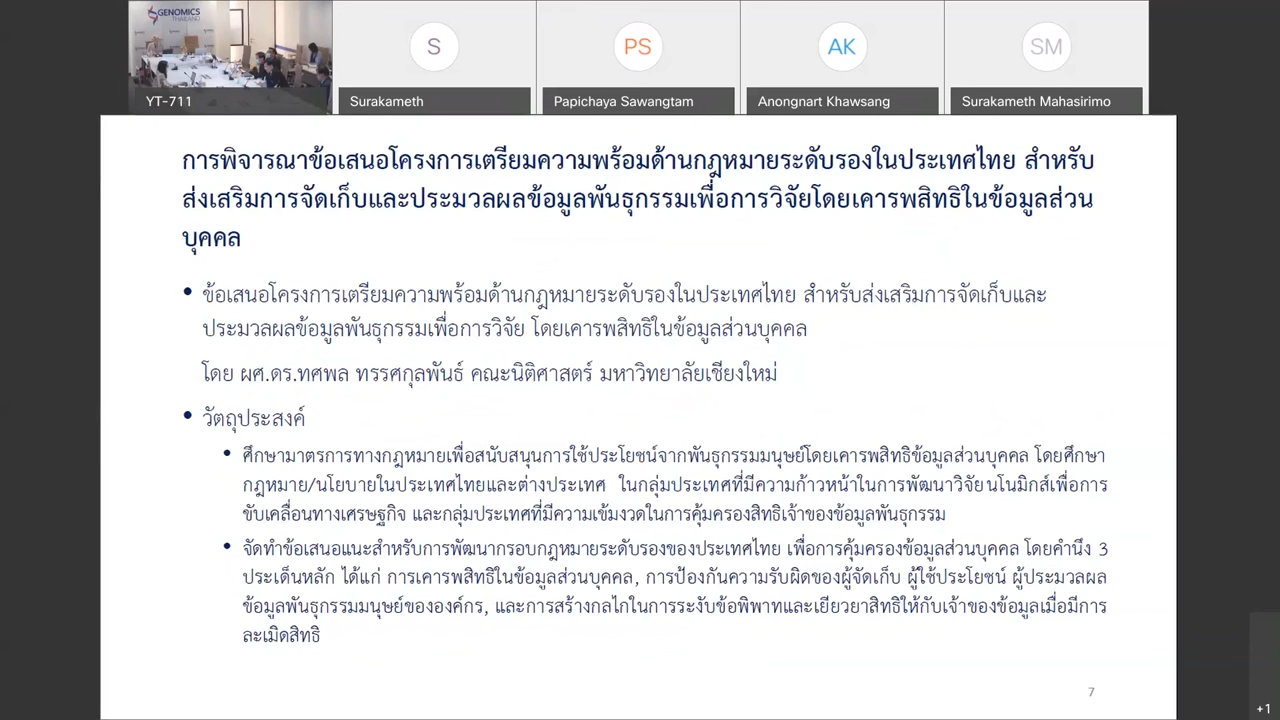 GENOMICS
THAILAND
S
PS
AK
SM
YT-711
Surakameth
Papichaya Sawangtam
Anongnart Khawsang
Surakameth Mahasirimo
การพิจารณาข้อเสนอโครงการเตรียมความพร้อมด้านกฎหมายระดับรองในประเทศไทย สำหรับ
ส่งเสริมการจัดเก็บและประมวลผลข้อมูลพันธุกรรมเพื่อการวิจัยโดยเคารพสิทธิในข้อมูลส่วน
บุคคล
• ข้อเสนอโครงการเตรียมความพร้อมด้านกฎหมายระดับรองในประเทศไทย สำหรับส่งเสริมการจัดเก็บและ
ประมวลผลข้อมูลพันธุกรรมเพื่อการวิจัย โดยเคารพสิทธิในข้อมูลส่วนบุคคล
โดย ผศ.ดร.ทศพล ทรรศกุลพันธ์ คณะนิติศาสตร์ มหาวิทยาลัยเชียงใหม่
• วัตถุประสงค์
• ศึกษามาตรการทางกฎหมายเพื่อสนับสนุนการใช้ประโยชน์จากพันธุกรรมมนุษย์โดยเคารพสิทธิข้อมูลส่วนบุคคล โดยศึกษา
กฎหมาย/นโยบายในประเทศไทยและต่างประเทศ ในกลุ่มประเทศที่มีความก้าวหน้าในการพัฒนาวิจัยนโนมิกส์เพื่อการ
ขับเคลื่อนทางเศรษฐกิจ และกลุ่มประเทศที่มีความเข้มงวดในการคุ้มครองสิทธิเจ้าของข้อมูลพันธุกรรม
• จัดทำข้อเสนอแนะสำหรับการพัฒนากรอบกฎหมายระดับรองของประเทศไทย เพื่อการคุ้มครองข้อมูลส่วนบุคคล โดยคำนึง 3
ประเด็นหลัก ได้แก่ การเคารพสิทธิในข้อมูลส่วนบุคคล, การป้องกันความรับผิดของผู้จัดเก็บ ผู้ใช้ประโยชน์ ผู้ประมวลผล
ข้อมูลพันธุกรรมมนุษย์ขององค์กร, และการสร้างกลไกในการระงับข้อพิพาทและเยียวยาสิทธิให้กับเจ้าของข้อมูลเมื่อมีการ
ละเมิดสิทธิ
7
+1